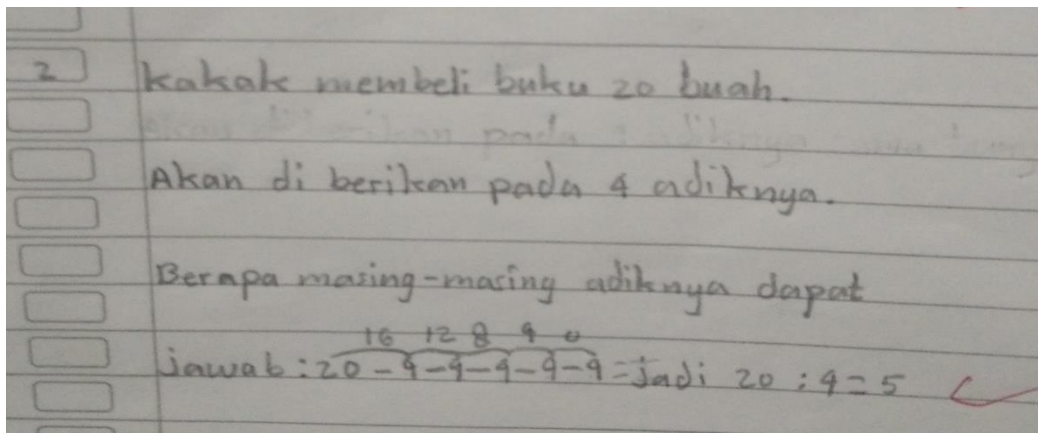 2 Kakak membeli buku 20 buah.
Akan di berikan pada 4 adiknya.
Berapa masing-masing adiknya dapat
16 12 8 4 0
jawab : 20 - 4 - 4 - 4 - 4 - 4 = jadi 20 : 4 = 5